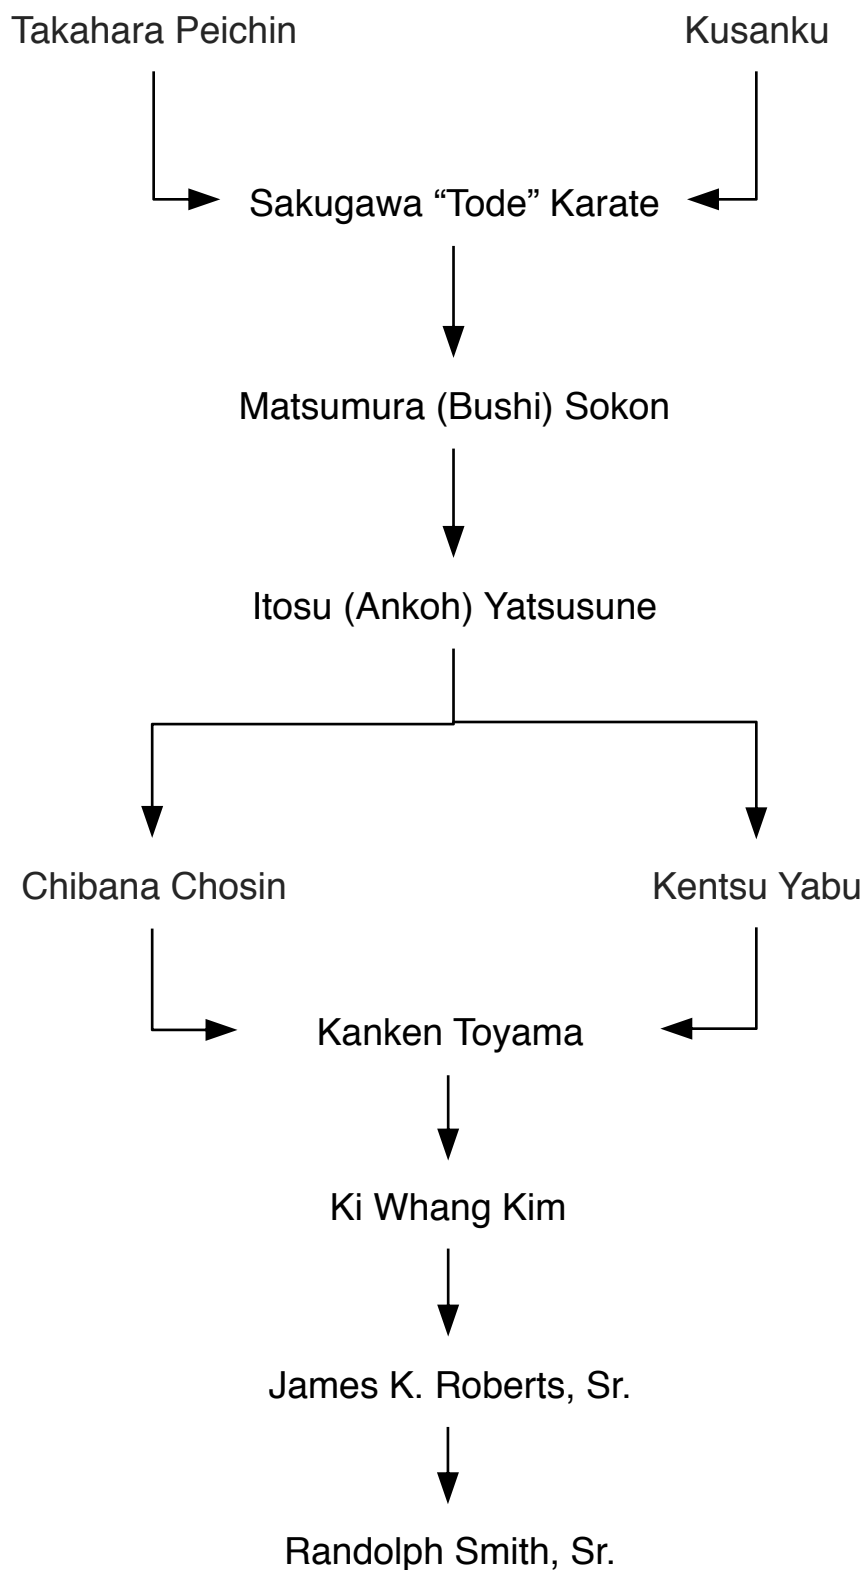 Takahara Peichin
Kusanku
Sakugawa “Tode” Karate
Matsumura (Bushi) Sokon
Itosu (Ankoh) Yatsusune
Chibana Chosin
Kentsu Yabu
Kanken Toyama
Ki Whang Kim
James K. Roberts, Sr.
Randolph Smith, Sr.